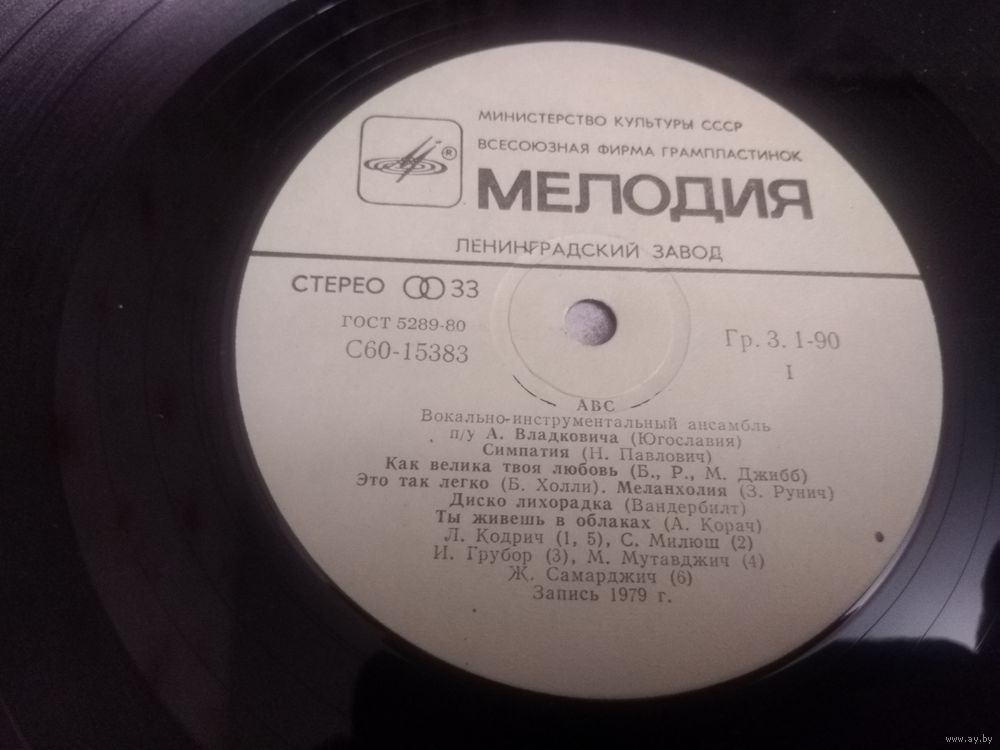 МИНИСТЕРСТВО КУЛЬТУРЫ СССР
ВСЕСОЮЗНАЯ ФИРМА ГРАМПЛАСТИНОК
®
МЕЛОДИЯ
ЛЕНИНГРАДСКИЙ ЗАВОД
СТЕРЕО 33
ГОСТ 5289-80
С60-15383
Гр. 3. 1-90
I
АВС
Вокально-инструментальный ансамбль
п/у А. Владковича (Югославия)
Симпатия (Н. Павлович)
Как велика твоя любовь (Б., Р., М. Джибб)
Это так легко (Б. Холли). Меланхолия (З. Рунич)
Диско лихорадка (Вандербилт)
Ты живешь в облаках (А. Корач)
Л. Кодрич (1, 5), С. Милюш (2)
И. Грубор (3), М. Мутавджич (4)
Ж. Самарджич (6)
Запись 1979 г.
www.ay.by